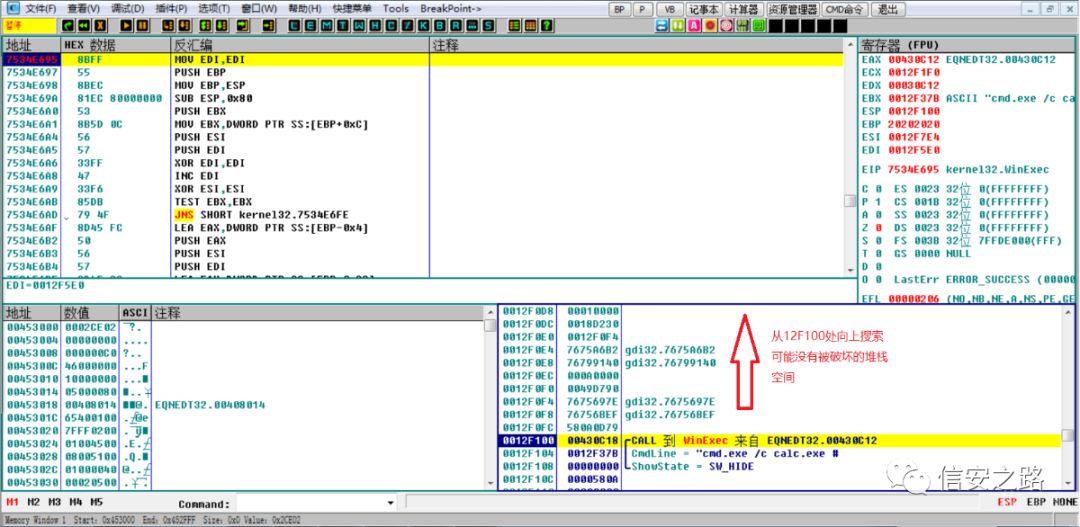 文件(F) 查看(V) 调试(D) 插件(P) 选项(T) 窗口(W) 帮助(H) 快捷菜单 Tools BreakPoint-> BP P VB 记事本 计算器 资源管理器 CMD命令 退出
暂停 L E M T W H C / K B R ... S
地址 HEX 数据 反汇编 注释
7534E695 8BFF MOV EDI,EDI
7534E697 55 PUSH EBP
7534E698 8BEC MOV EBP,ESP
7534E69A 81EC 80000000 SUB ESP,0x80
7534E6A0 53 PUSH EBX
7534E6A1 8B5D 0C MOV EBX,DWORD PTR SS:[EBP+0xC]
7534E6A4 56 PUSH ESI
7534E6A5 57 PUSH EDI
7534E6A6 33FF XOR EDI,EDI
7534E6A8 47 INC EDI
7534E6A9 33F6 XOR ESI,ESI
7534E6AB 85DB TEST EBX,EBX
7534E6AD 79 4F JNS SHORT kernel32.7534E6FE
7534E6AF 8D45 FC LEA EAX,DWORD PTR SS:[EBP-0x4]
7534E6B2 50 PUSH EAX
7534E6B3 56 PUSH ESI
7534E6B4 57 PUSH EDI
EDI=0012F5E0
寄存器 (FPU)
EAX 00430C12 EQNEDT32.00430C12
ECX 0012F1F0
EDX 00030C12
EBX 0012F37B ASCII "cmd.exe /c cal
ESP 0012F100
EBP 20202020
ESI 0012F7E4
EDI 0012F5E0
EIP 7534E695 kernel32.WinExec
C 0 ES 0023 32位 0(FFFFFFFF)
P 1 CS 001B 32位 0(FFFFFFFF)
A 0 SS 0023 32位 0(FFFFFFFF)
Z 0 DS 0023 32位 0(FFFFFFFF)
S 0 FS 003B 32位 7FFDE000(FFF)
T 0 GS 0000 NULL
D 0
O 0 LastErr ERROR_SUCCESS (00000
EFL 00000206 (NO,NB,NE,A,NS,PE,GE
地址 数值 ASCI 注释
00453000 0002CE02 ?.
00453004 00000000 ....
00453008 000000C0 ?..
0045300C 46000000 ...F
00453010 10000000
00453014 05000080
00453018 00408014 EQNEDT32.00408014
0045301C 65400100
00453020 7FFF0200
00453024 01004500
00453028 08005100
0045302C 01000040
00453030 00020500
0012F0D8 00010000
0012F0DC 0018D230
0012F0E0 0012F0F4
0012F0E4 7675A6B2 gdi32.7675A6B2
0012F0E8 76799140 gdi32.76799140
0012F0EC 000A0000
0012F0F0 0049D790
0012F0F4 7675697E gdi32.7675697E
0012F0F8 76756BEF gdi32.76756BEF
0012F0FC 580A0D79
0012F100 00430C18 CALL 到 WinExec 来自 EQNEDT32.00430C12
0012F104 0012F37B CmdLine = "cmd.exe /c calc.exe #
0012F108 00000000 ShowState = SW_HIDE
0012F10C 0000580A
从12F100处向上搜索
可能没有被破坏的堆栈
空间
信安之路
M1 M2 M3 M4 M5 Command: ESP EBP NONE
Memory Window 1 Start: 0x453000 End: 0x452FFF Size: 0x0 Value: 0x2CE02